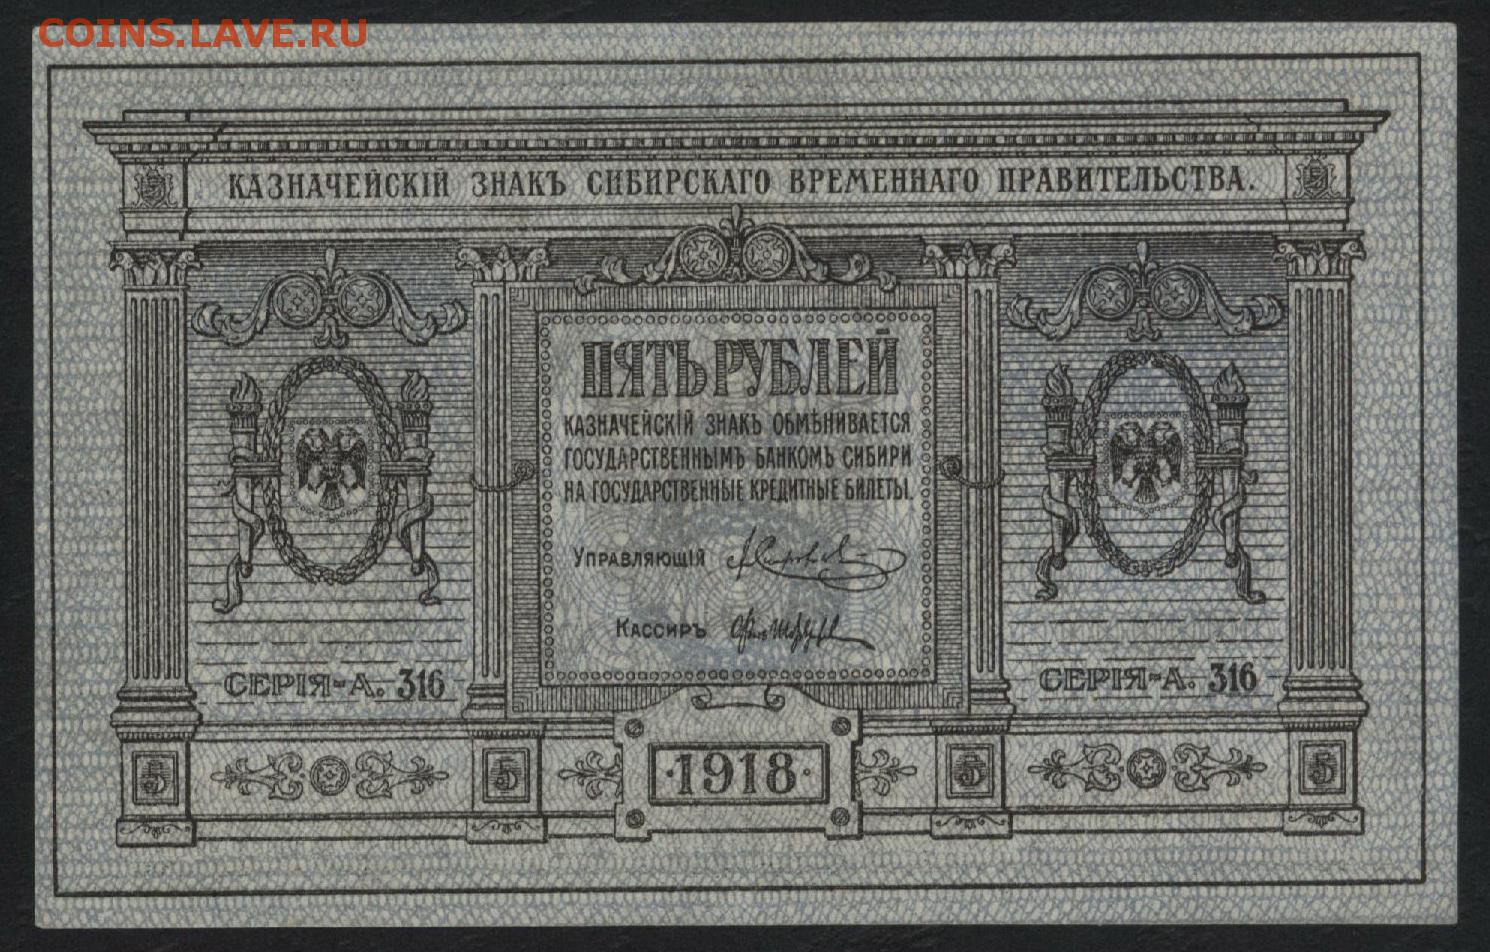 COINS.LAVE.RU
КАЗНАЧЕЙСКІЙ ЗНАКЪ СИБИРСКАГО ВРЕМЕННАГО ПРАВИТЕЛЬСТВА.
ПЯТЬ РУБЛЕЙ
КАЗНАЧЕЙСКІЙ ЗНАКЪ ОБМѢНИВАЕТСЯ
ГОСУДАРСТВЕННЫМЪ БАНКОМЪ СИБИРИ
НА ГОСУДАРСТВЕННЫЕ КРЕДИТНЫЕ БИЛЕТЫ.
УПРАВЛЯЮЩІЙ
КАССИРЪ
СЕРІЯ-А. 316
СЕРІЯ-А. 316
5
5
·1918·
5
5